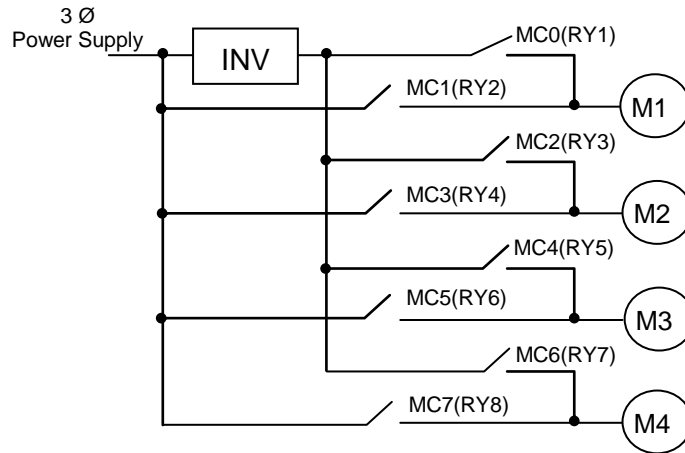 3 Ø
Power Supply
INV
MC0(RY1)
MC1(RY2)
M1
MC2(RY3)
MC3(RY4)
M2
MC4(RY5)
MC5(RY6)
M3
MC6(RY7)
MC7(RY8)
M4